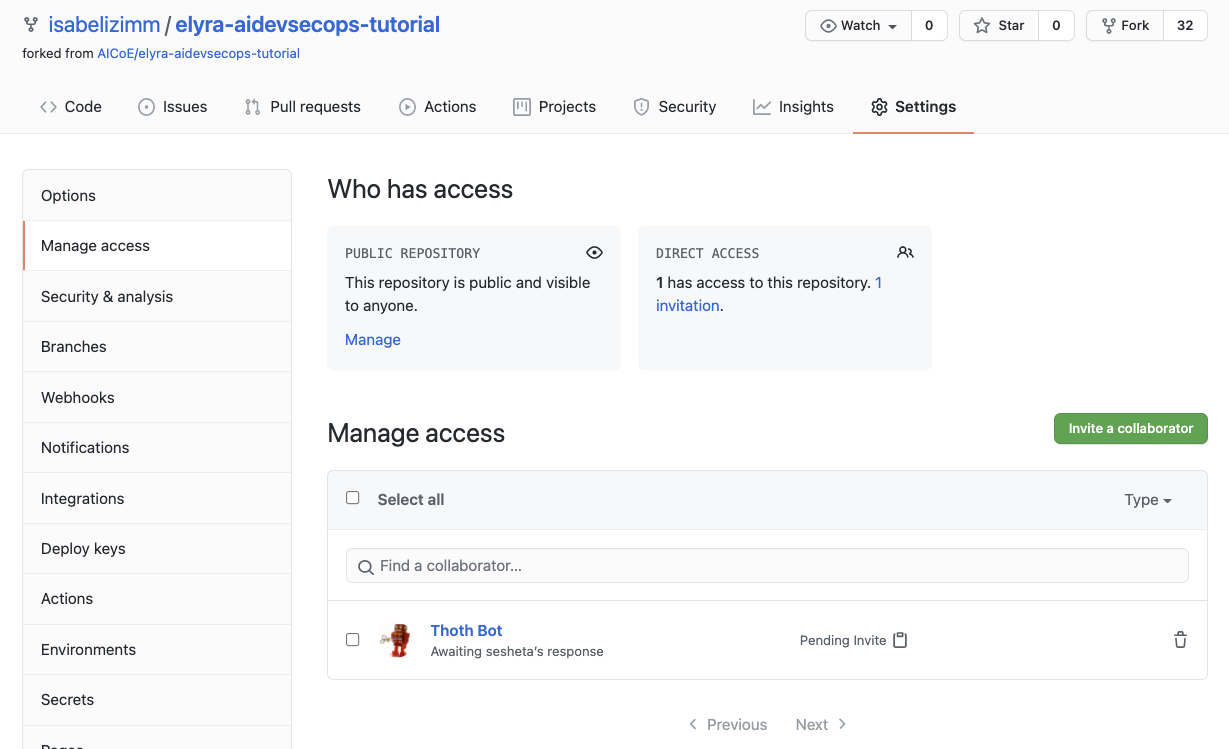 isabelizimm / elyra-aidevsecops-tutorial
Watch 0
Star 0
Fork 32
forked from AICoE/elyra-aidevsecops-tutorial
Code
Issues
Pull requests
Actions
Projects
Security
Insights
Settings
Options
Manage access
Security & analysis
Branches
Webhooks
Notifications
Integrations
Deploy keys
Actions
Environments
Secrets
Pages
Who has access
PUBLIC REPOSITORY
This repository is public and visible
to anyone.
Manage
DIRECT ACCESS
1 has access to this repository. 1
invitation.
Manage access
Invite a collaborator
Select all
Type
Find a collaborator...
Thoth Bot
Awaiting sesheta's response
Pending Invite
Previous
Next